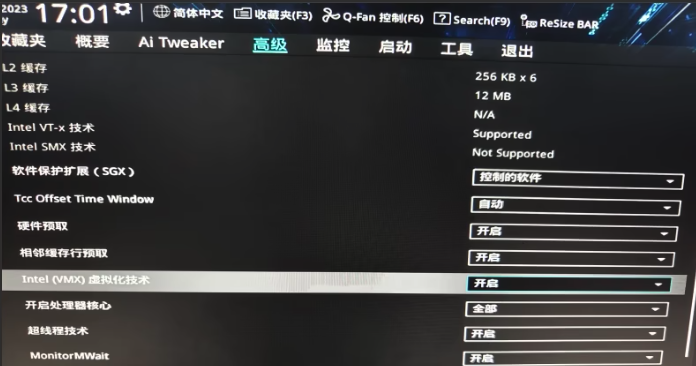 2023 17:01 简体中文 收藏夹(F3) Q-Fan 控制(F6) ? Search(F9) ReSize BAR
y
收藏夹 概要 Ai Tweaker 高级 监控 启动 工具 退出
L2 缓存 256 KB x 6
L3 缓存 12 MB
L4 缓存 N/A
Intel VT-x 技术 Supported
Intel SMX 技术 Not Supported
软件保护扩展（SGX） 控制的软件
Tcc Offset Time Window 自动
硬件预取 开启
相邻缓存行预取 开启
Intel (VMX) 虚拟化技术 开启
开启处理器核心 全部
超线程技术 开启
MonitorMWait 开启